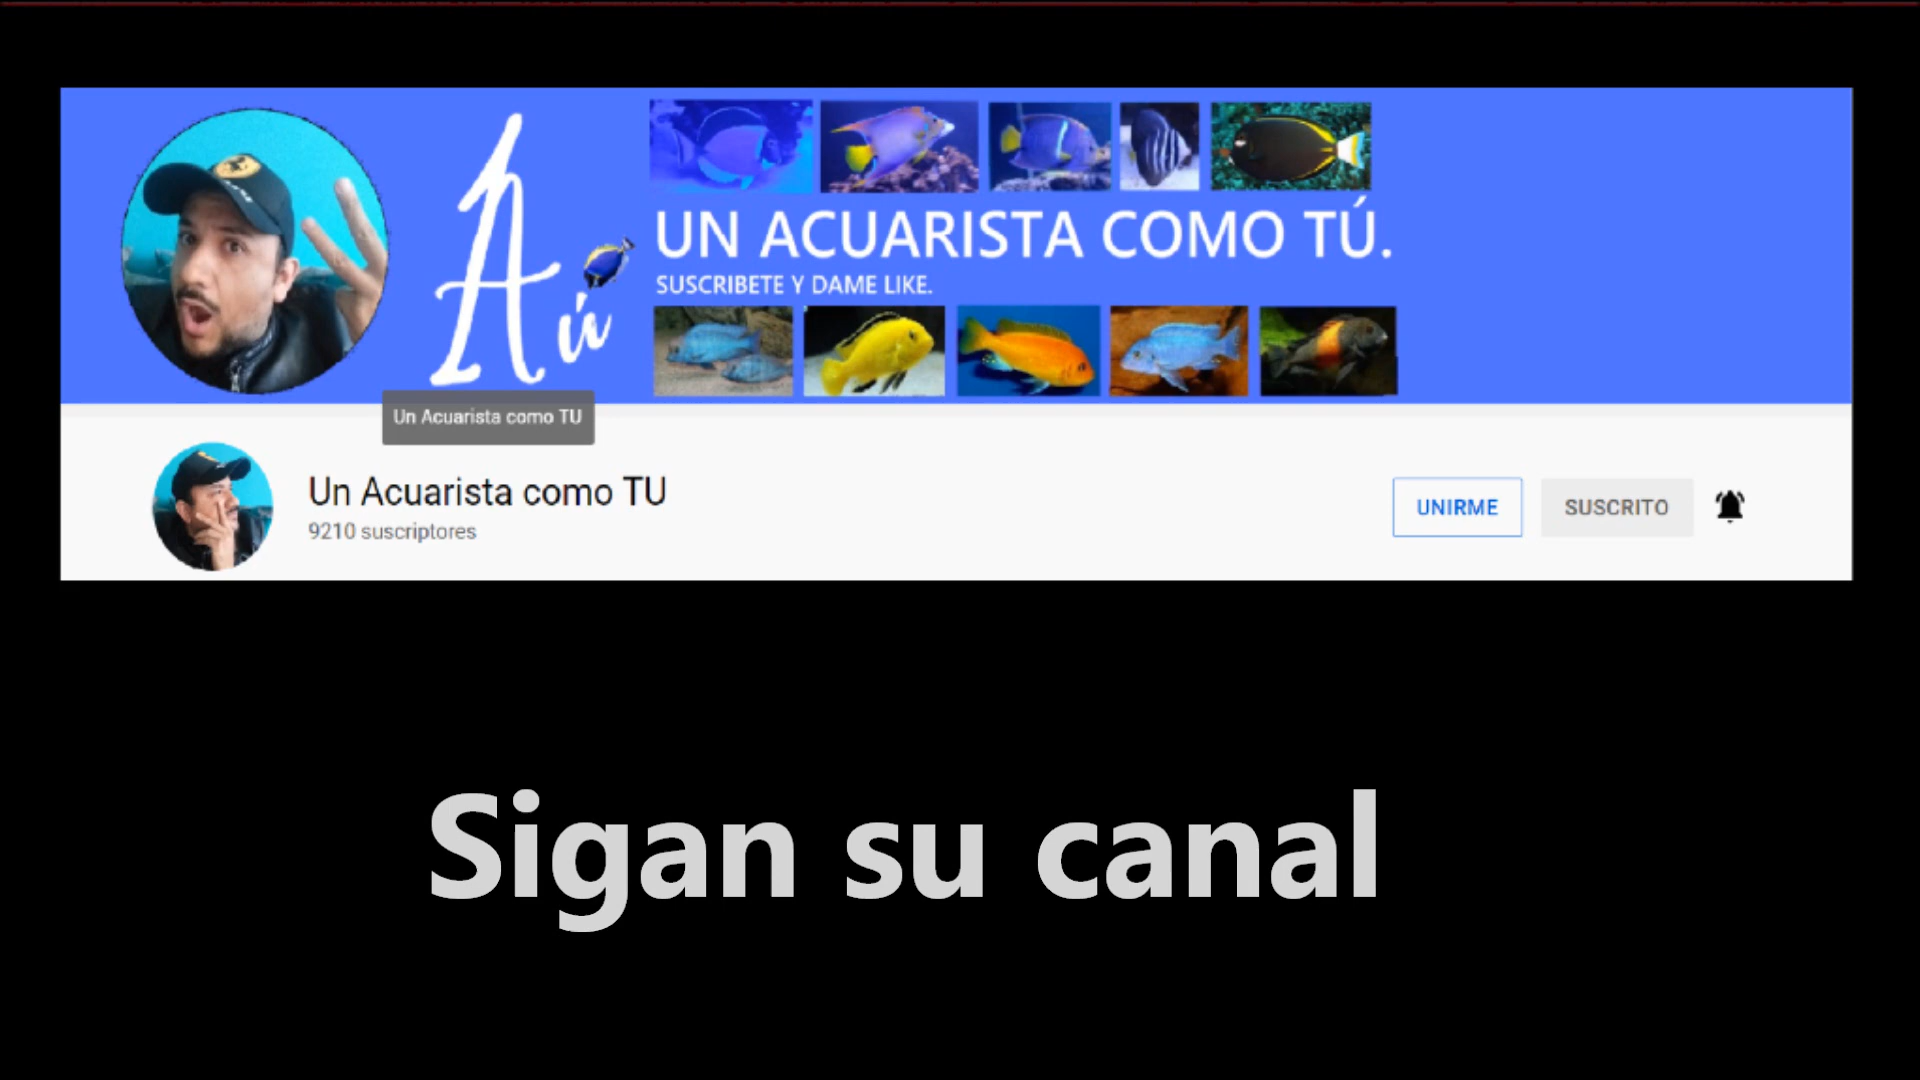 Aú
UN ACUARISTA COMO TÚ.
SUSCRIBETE Y DAME LIKE.
Un Acuarista como TU
Un Acuarista como TU
9210 suscriptores
UNIRME
SUSCRITO
Sigan su canal